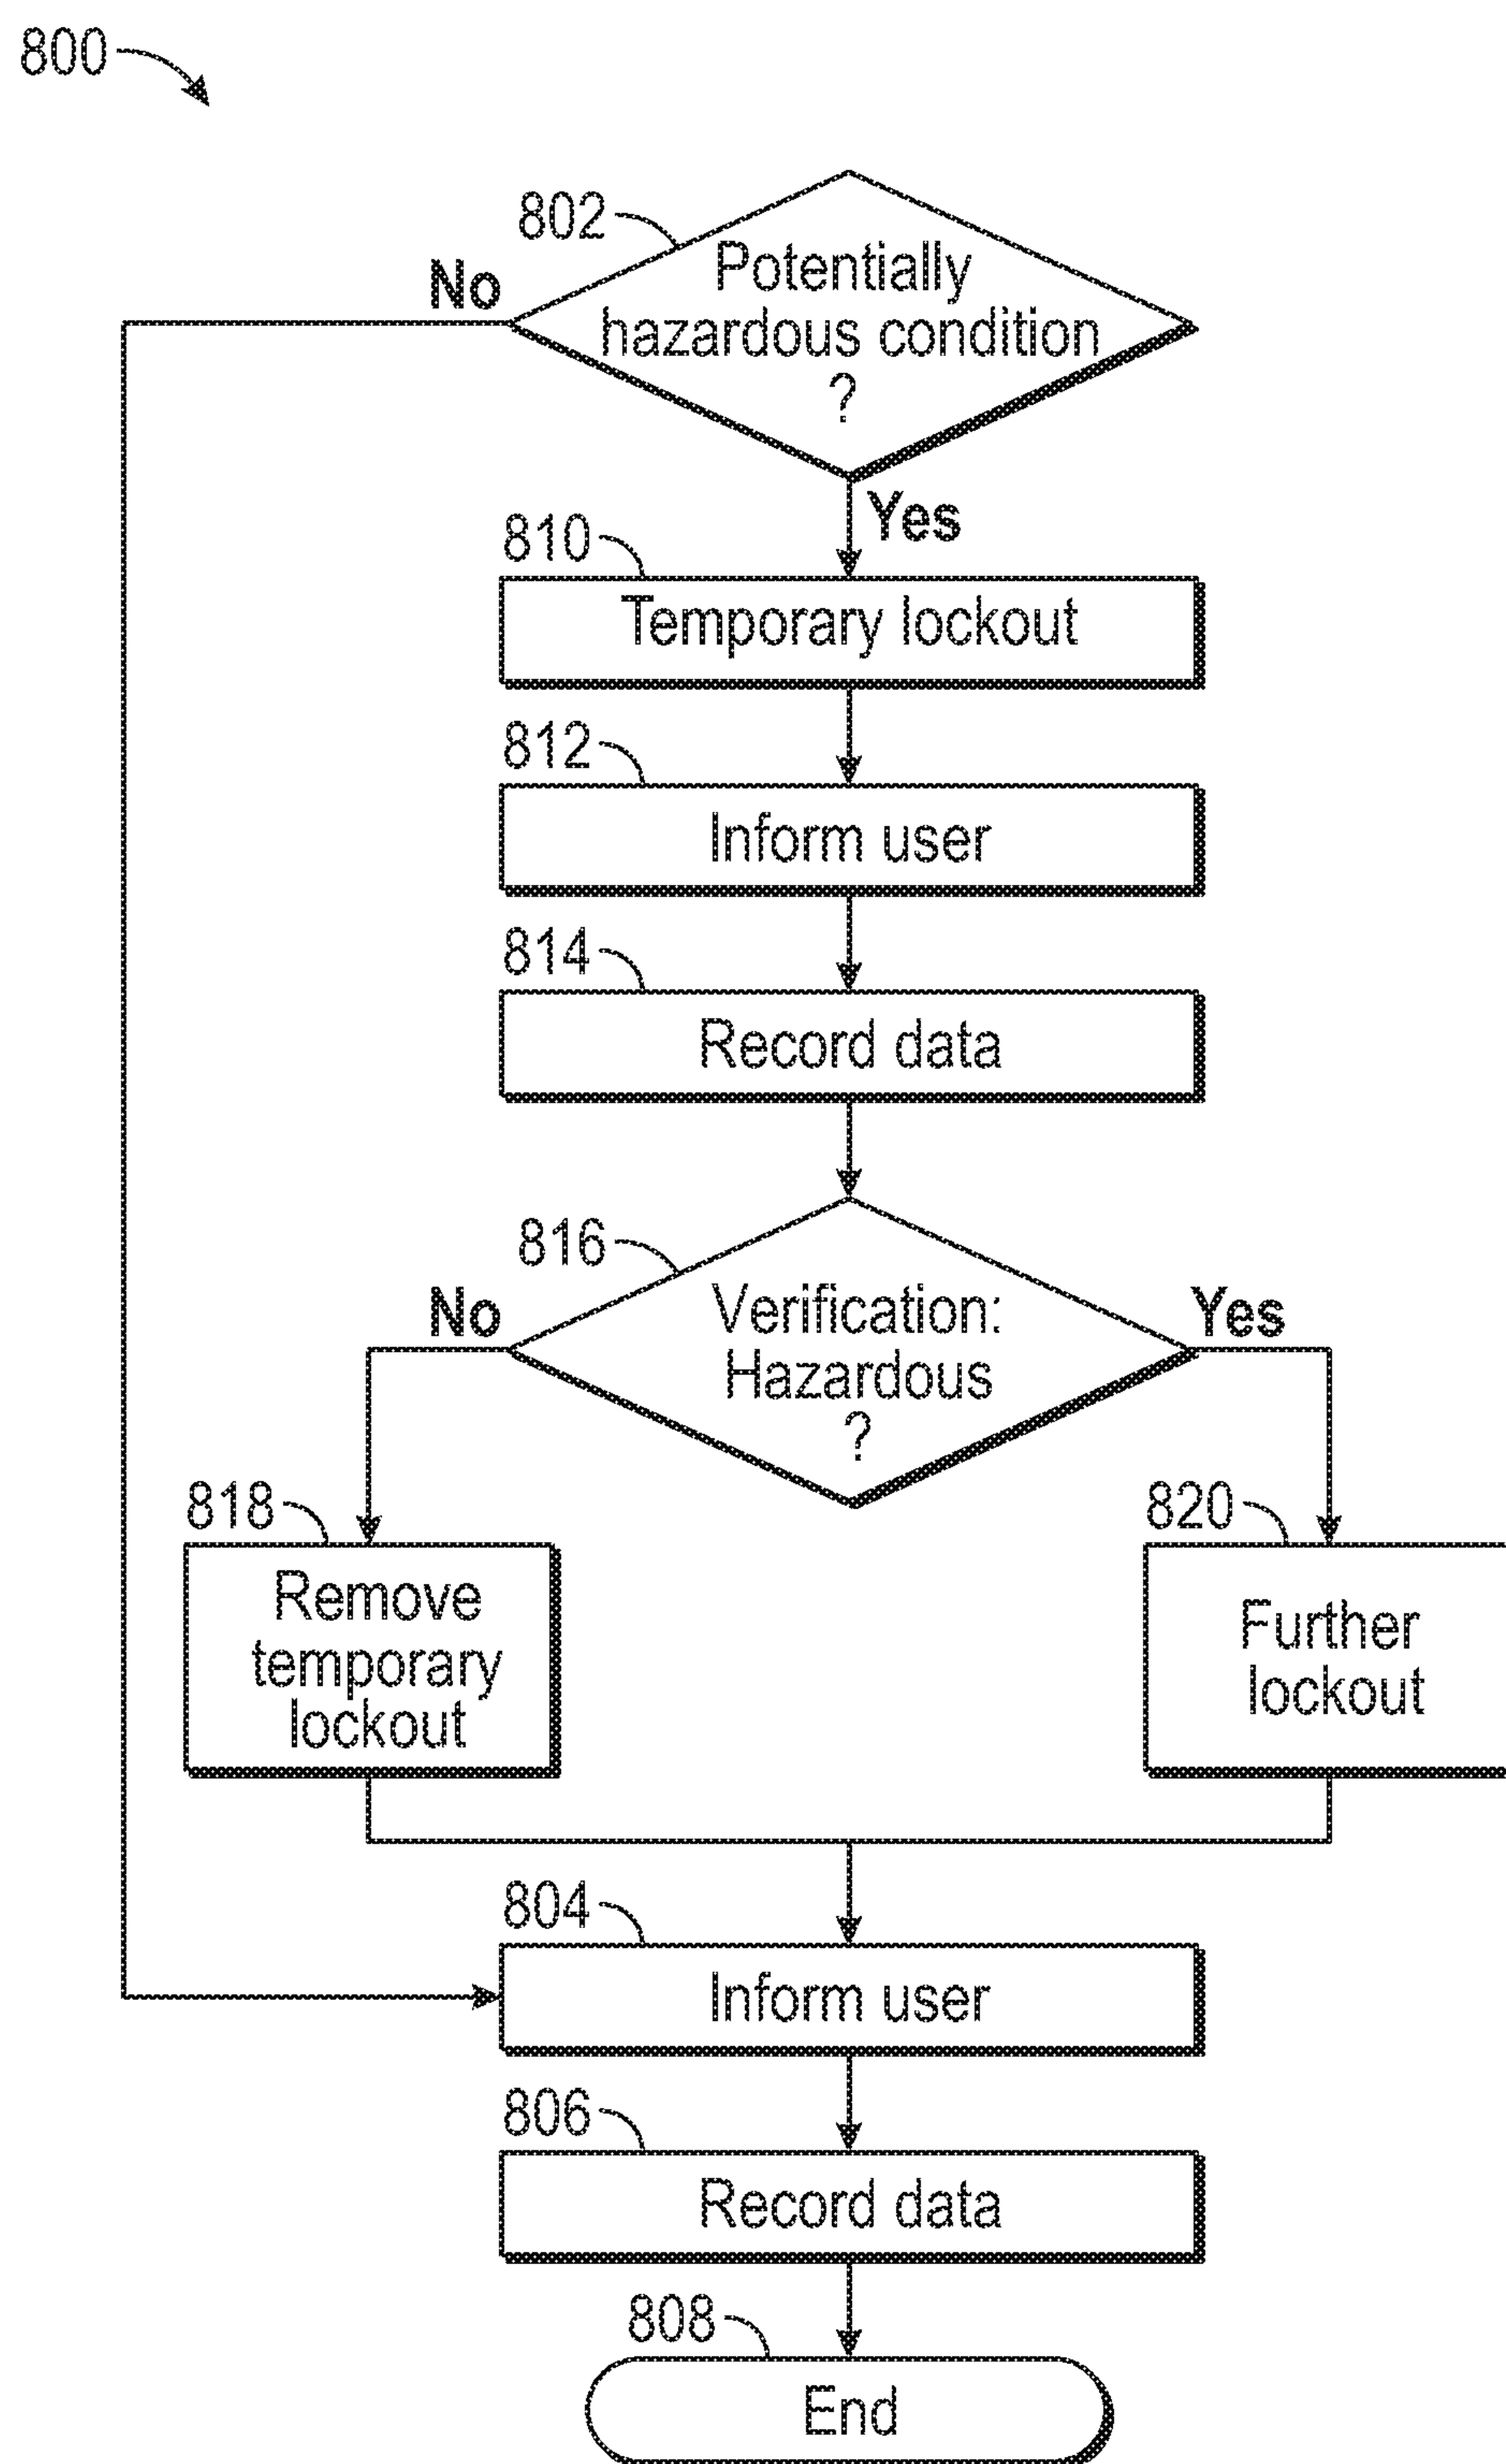 800
802
No
Potentially
hazardous condition
?
Yes
810
Temporary lockout
812
Inform user
814
Record data
816
No
Verification:
Hazardous
?
Yes
818
Remove
temporary
lockout
820
Further
lockout
804
Inform user
806
Record data
808
End